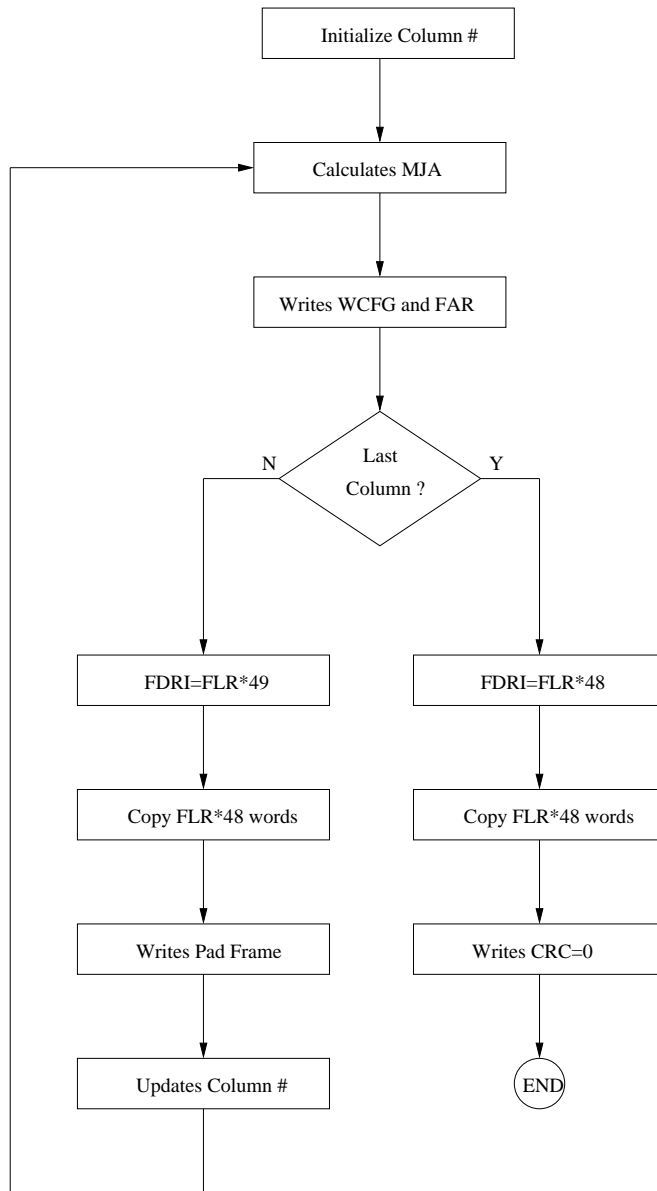 Initialize Column #
Calculates MJA
Writes WCFG and FAR
Last
Column ?
N
Y
FDRI=FLR*49
FDRI=FLR*48
Copy FLR*48 words
Copy FLR*48 words
Writes Pad Frame
Writes CRC=0
Updates Column #
END